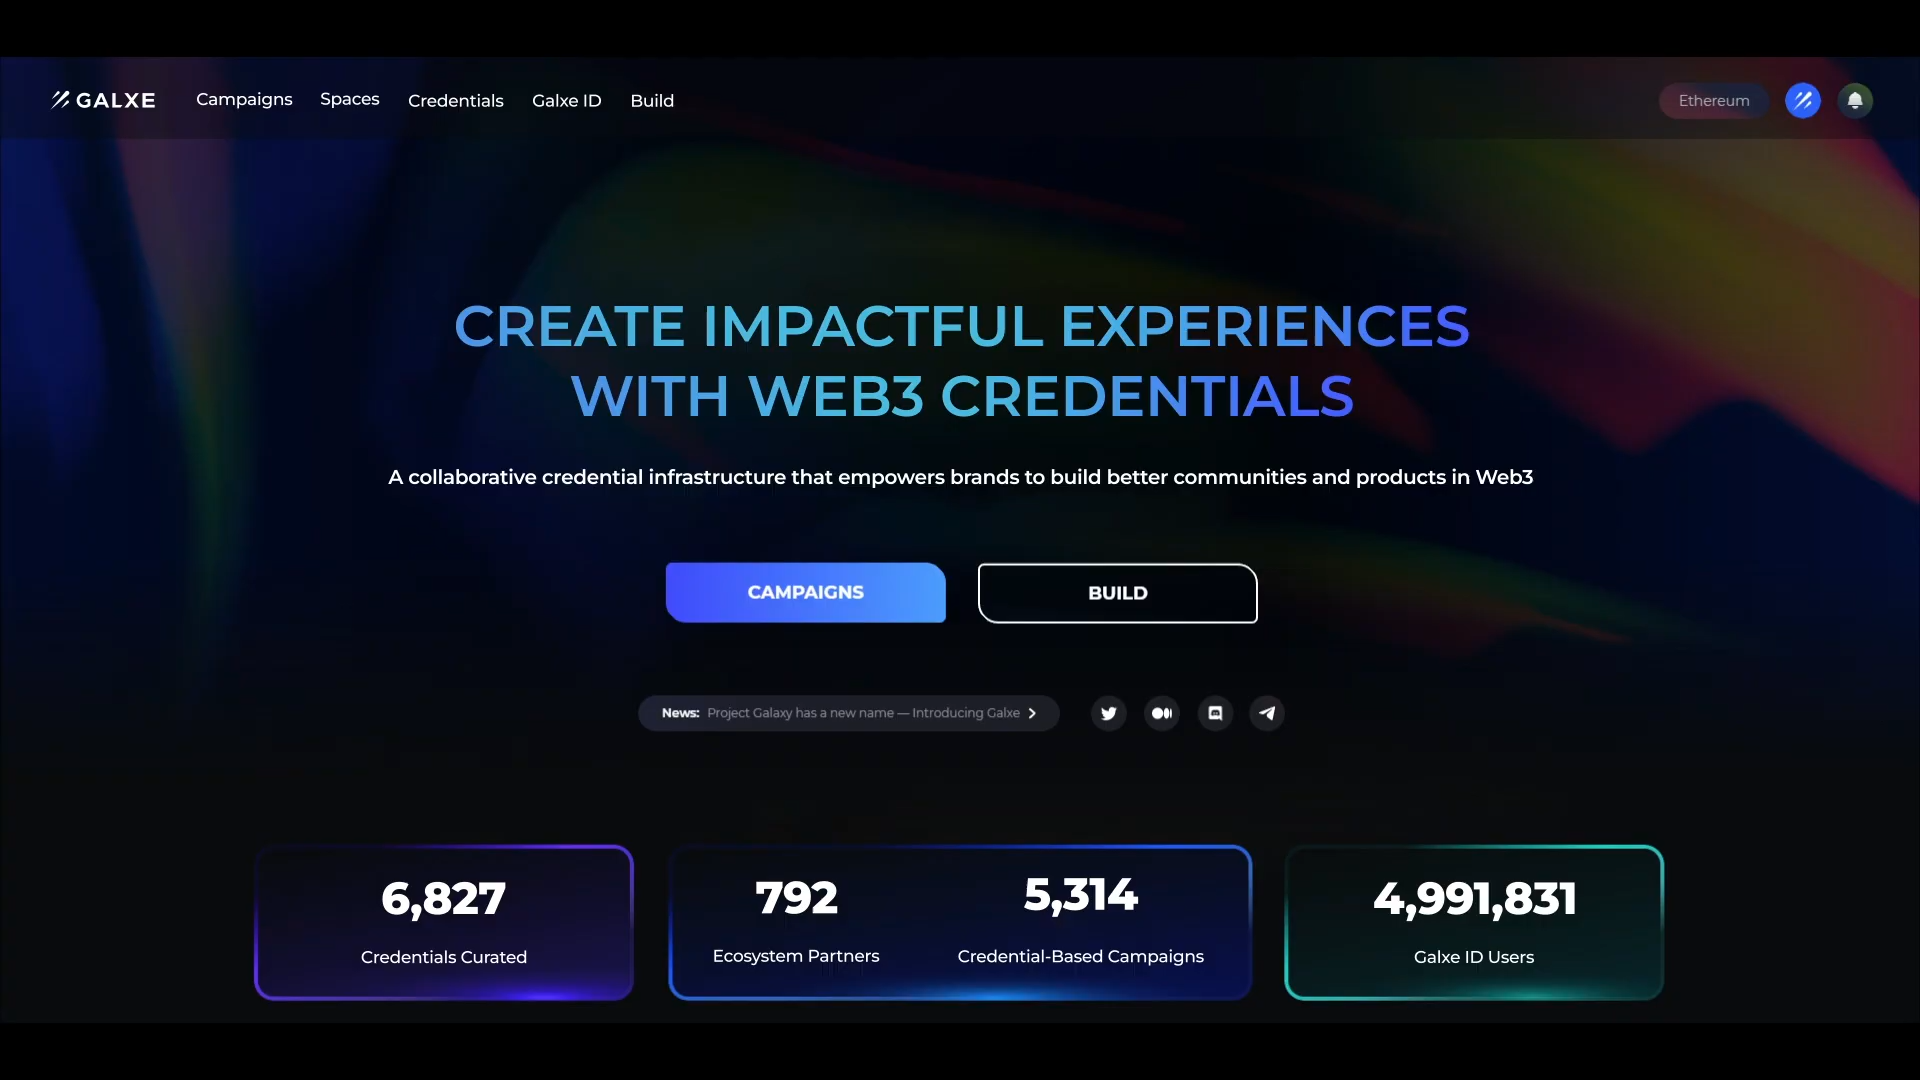 GALXE
Campaigns
Spaces
Credentials
Galxe ID
Build
Ethereum
CREATE IMPACTFUL EXPERIENCES
WITH WEB3 CREDENTIALS
A collaborative credential infrastructure that empowers brands to build better communities and products in Web3
CAMPAIGNS
BUILD
News: Project Galaxy has a new name — Introducing Galxe
6,827
Credentials Curated
792
Ecosystem Partners
5,314
Credential-Based Campaigns
4,991,831
Galxe ID Users